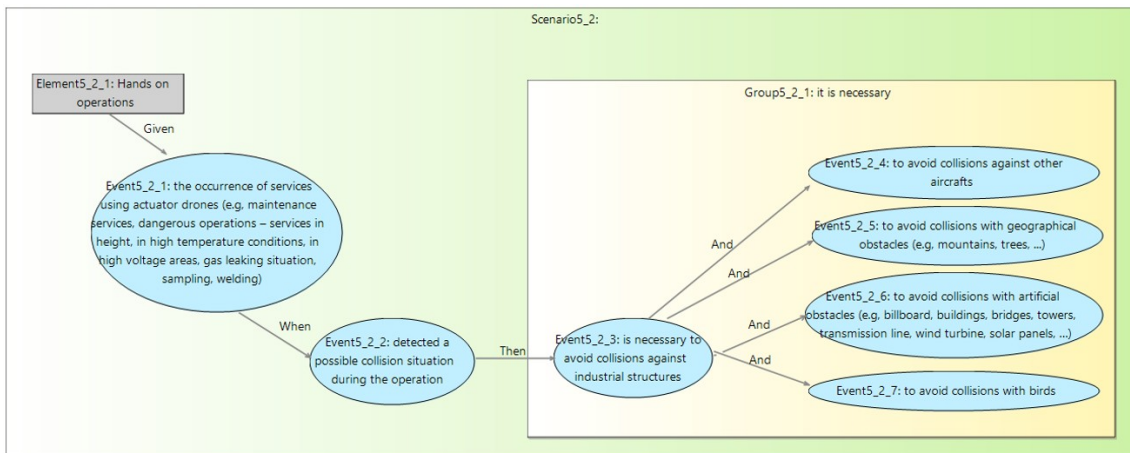 Scenario5_2:
Element5_2_1: Hands on
operations
Given
Event5_2_1: the occurrence of services
using actuator drones (e.g, maintenance
services, dangerous operations – services in
height, in high temperature conditions, in
high voltage areas, gas leaking situation,
sampling, welding)
When
Event5_2_2: detected a
possible collision situation
during the operation
Then
Group5_2_1: it is necessary
Event5_2_3: is necessary to
avoid collisions against
industrial structures
And
Event5_2_4: to avoid collisions against other
aircrafts
And
Event5_2_5: to avoid collisions with geographical
obstacles (e.g, mountains, trees, ...)
And
Event5_2_6: to avoid collisions with artificial
obstacles (e.g, billboard, buildings, bridges, towers,
transmission line, wind turbine, solar panels, ...)
And
Event5_2_7: to avoid collisions with birds